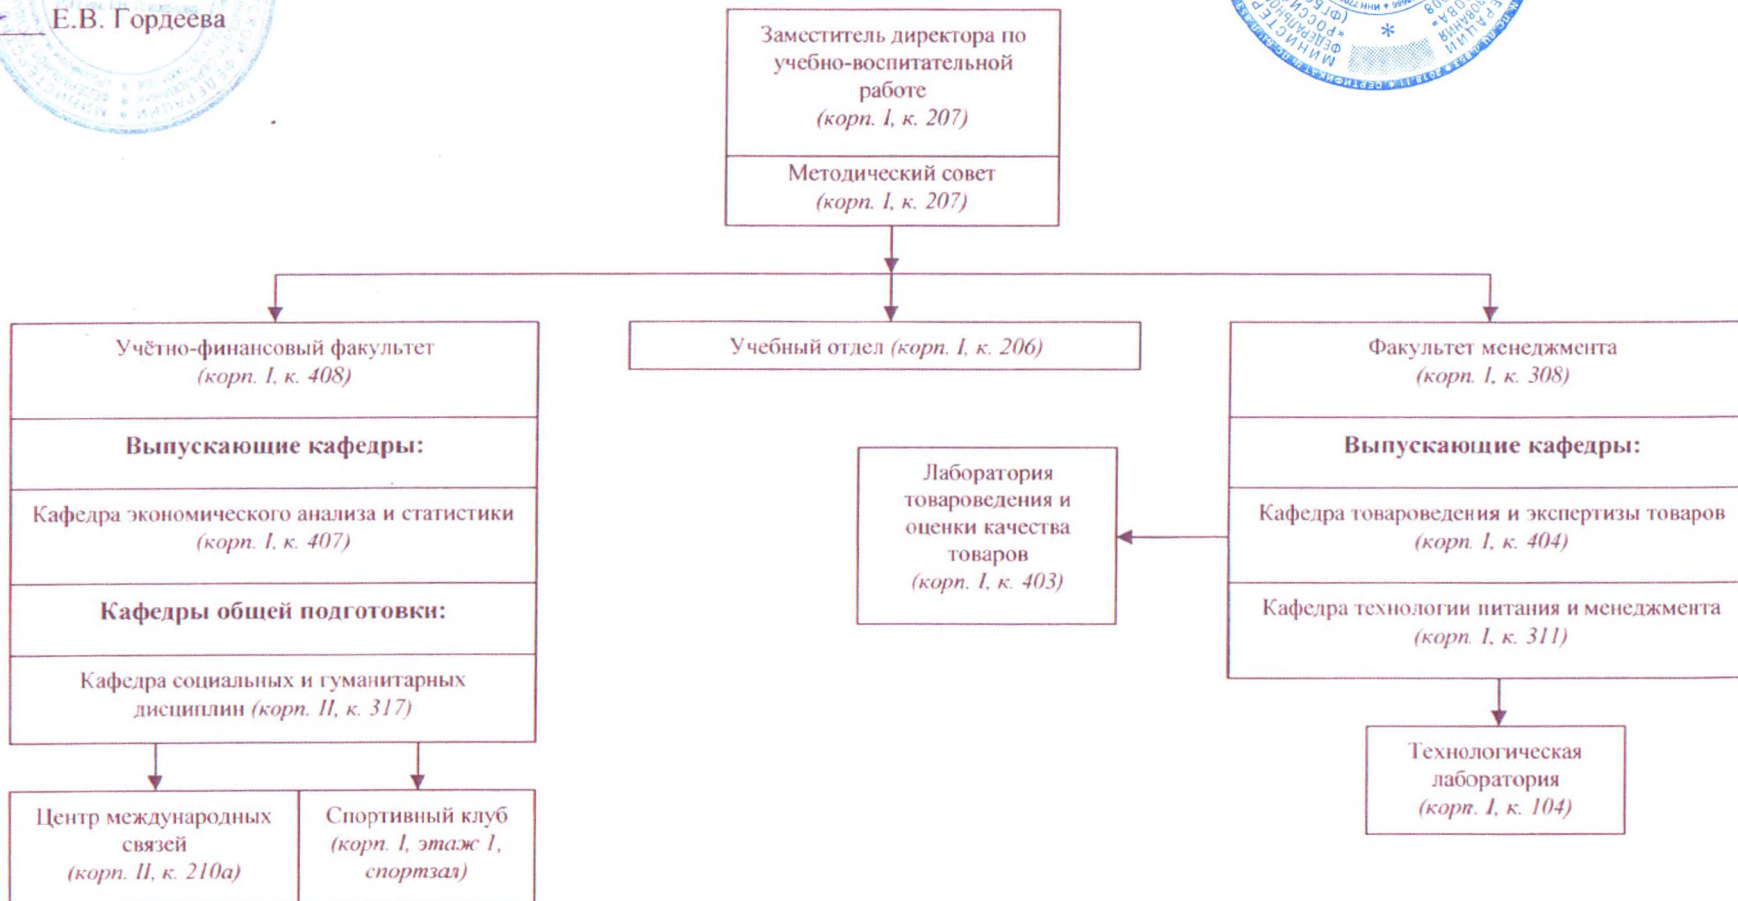 Е.В. Гордеева
Заместитель директора по
учебно-воспитательной
работе
(корп. I, к. 207)
Методический совет
(корп. I, к. 207)
Учётно-финансовый факультет
(корп. I, к. 408)
Выпускающие кафедры:
Кафедра экономического анализа и статистики
(корп. I, к. 407)
Кафедры общей подготовки:
Кафедра социальных и гуманитарных
дисциплин (корп. II, к. 317)
Центр международных
связей
(корп. II, к. 210а)
Спортивный клуб
(корп. I, этаж 1,
спортзал)
Учебный отдел (корп. I, к. 206)
Лаборатория
товароведения и
оценки качества
товаров
(корп. I, к. 403)
Факультет менеджмента
(корп. I, к. 308)
Выпускающие кафедры:
Кафедра товароведения и экспертизы товаров
(корп. I, к. 404)
Кафедра технологии питания и менеджмента
(корп. I, к. 311)
Технологическая
лаборатория
(корп. I, к. 104)